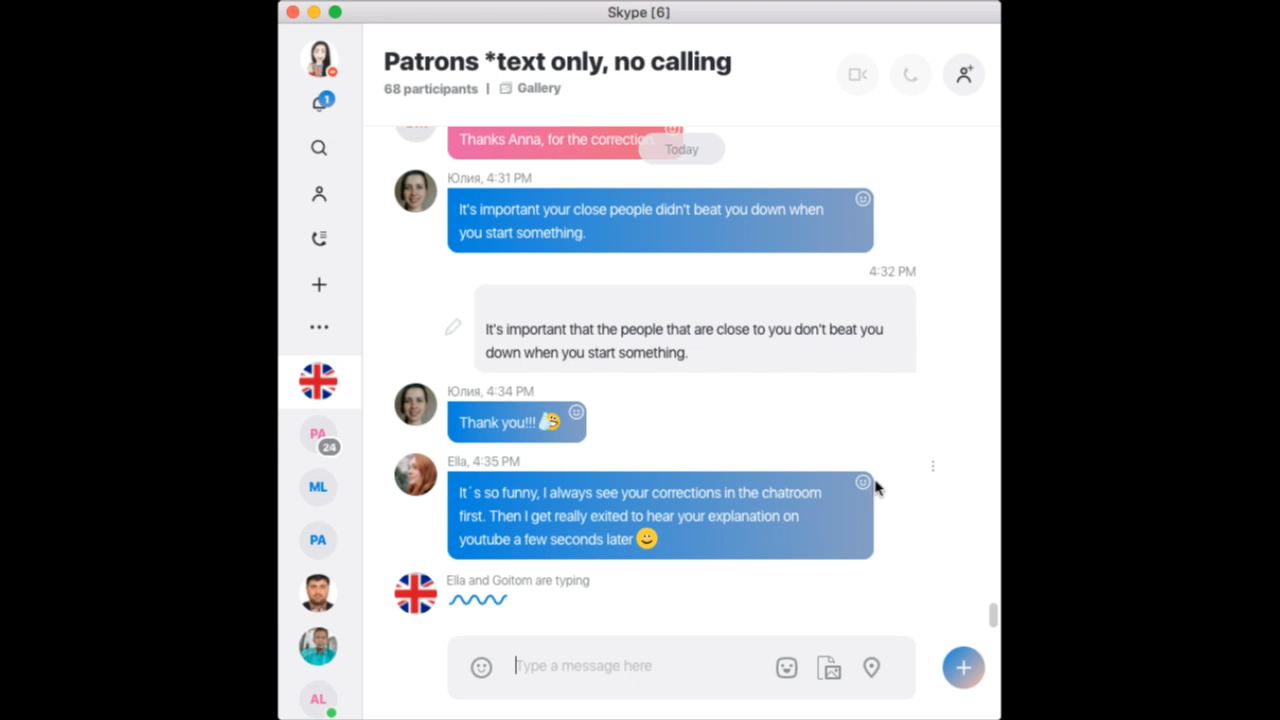 Skype [6]
Patrons *text only, no calling
68 participants | Gallery
1
Thanks Anna, for the correction.
Today
Юлия, 4:31 PM
It's important your close people didn't beat you down when
you start something.
4:32 PM
It's important that the people that are close to you don't beat you
down when you start something.
Юлия, 4:34 PM
Thank you!!!
Ella, 4:35 PM
It´s so funny, I always see your corrections in the chatroom
first. Then I get really exited to hear your explanation on
youtube a few seconds later
Ella and Goitom are typing
Type a message here
PA
24
ML
PA
AL